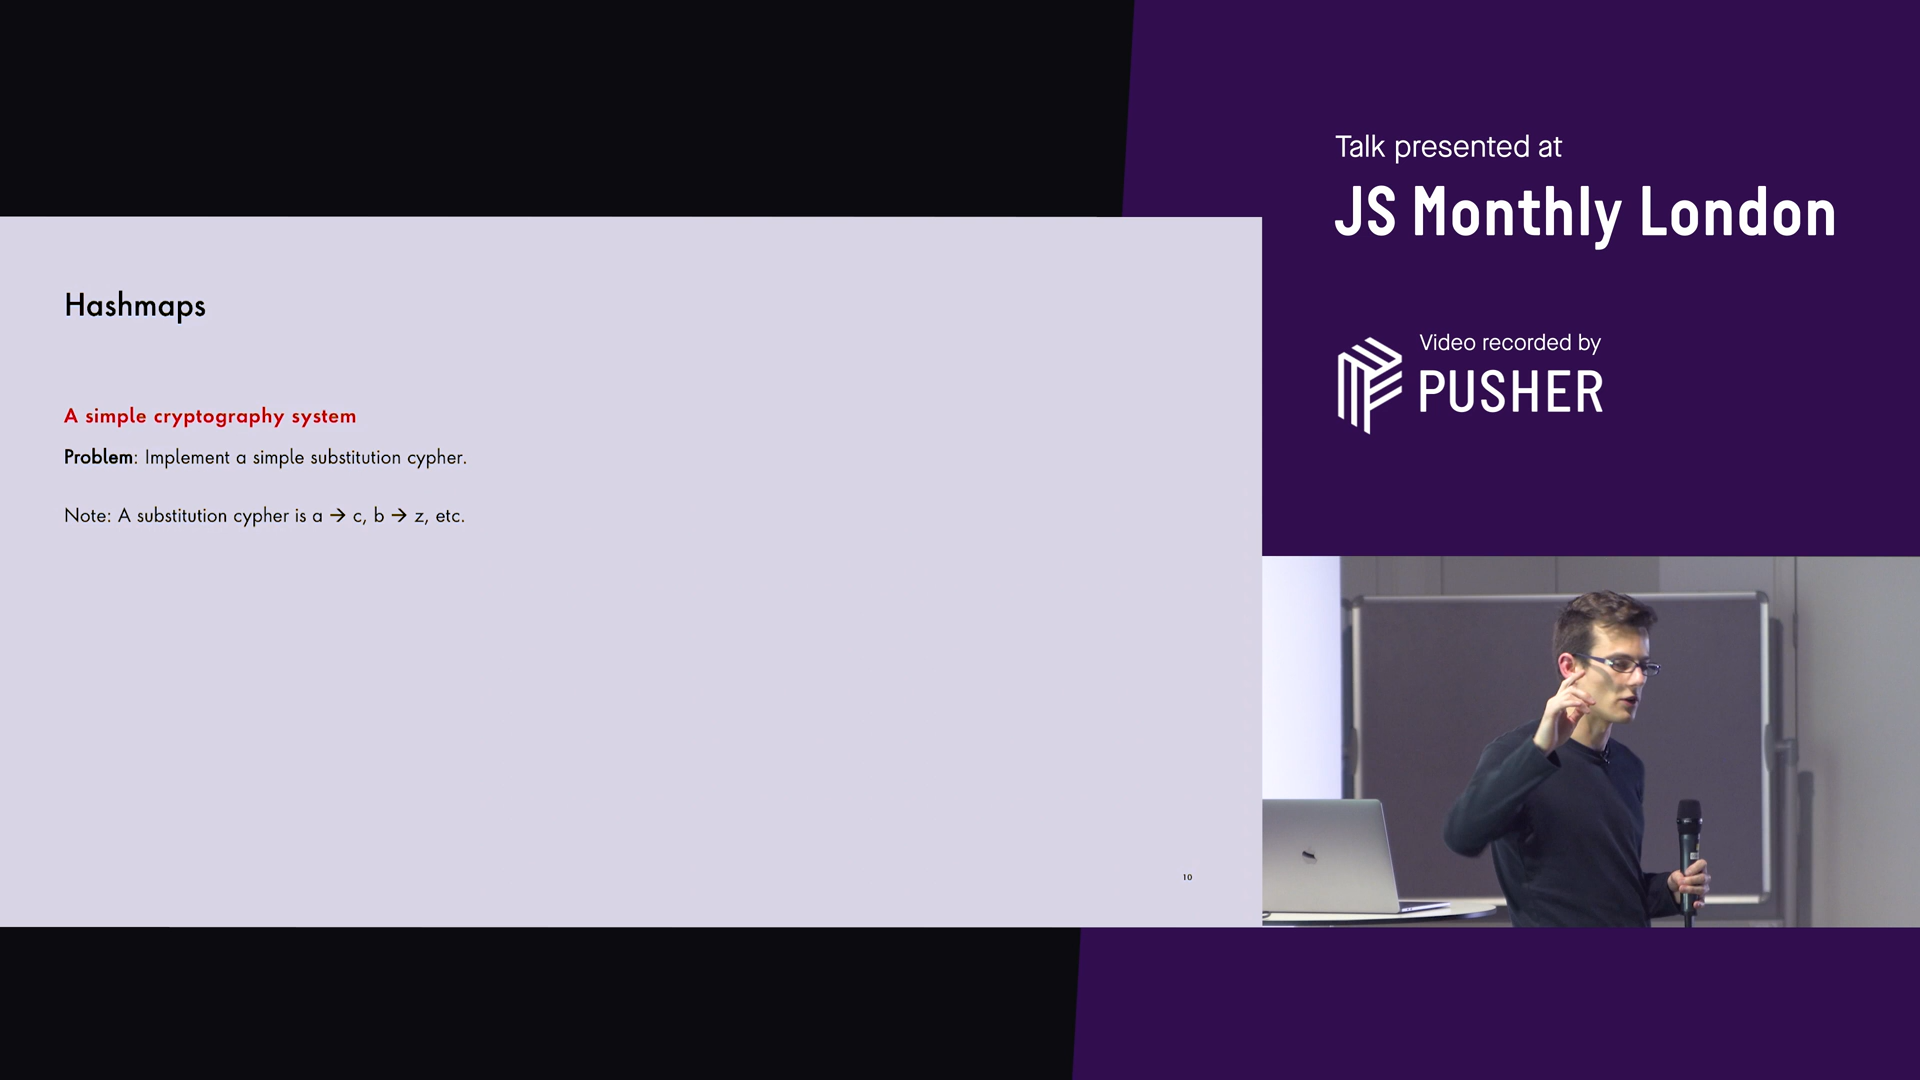 Hashmaps
A simple cryptography system
Problem: Implement a simple substitution cypher.
Note: A substitution cypher is a → c, b → z, etc.
10
Talk presented at
JS Monthly London
Video recorded by
PUSHER